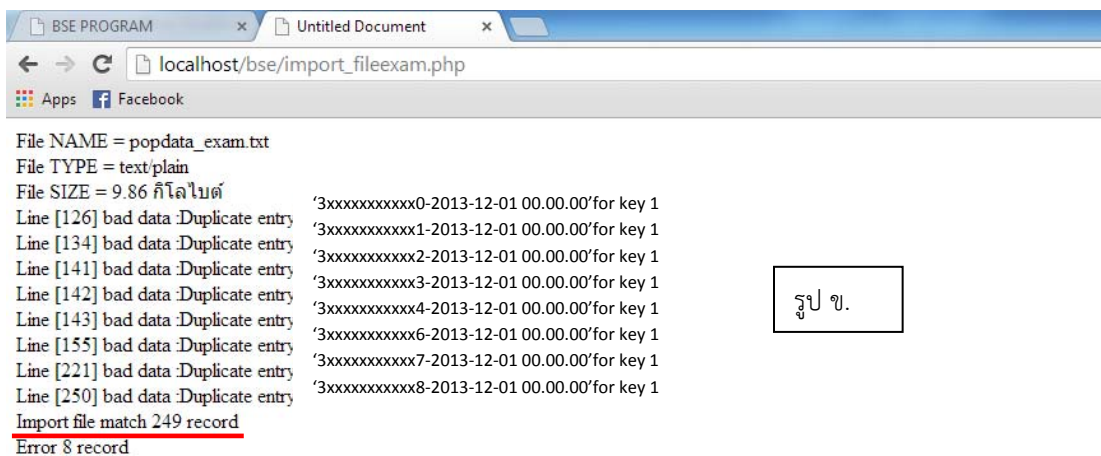 BSE PROGRAM
Untitled Document
localhost/bse/import_fileexam.php
Apps
Facebook
File NAME = popdata_exam.txt
File TYPE = text/plain
File SIZE = 9.86 กิโลไบต์
Line [126] bad data :Duplicate entry ‘3xxxxxxxxxxx0-2013-12-01 00.00.00’for key 1
Line [134] bad data :Duplicate entry ‘3xxxxxxxxxxx1-2013-12-01 00.00.00’for key 1
Line [141] bad data :Duplicate entry ‘3xxxxxxxxxxx2-2013-12-01 00.00.00’for key 1
Line [142] bad data :Duplicate entry ‘3xxxxxxxxxxx3-2013-12-01 00.00.00’for key 1
Line [143] bad data :Duplicate entry ‘3xxxxxxxxxxx4-2013-12-01 00.00.00’for key 1
Line [155] bad data :Duplicate entry ‘3xxxxxxxxxxx6-2013-12-01 00.00.00’for key 1
Line [221] bad data :Duplicate entry ‘3xxxxxxxxxxx7-2013-12-01 00.00.00’for key 1
Line [250] bad data :Duplicate entry ‘3xxxxxxxxxxx8-2013-12-01 00.00.00’for key 1
Import file match 249 record
Error 8 record
รูป ข.